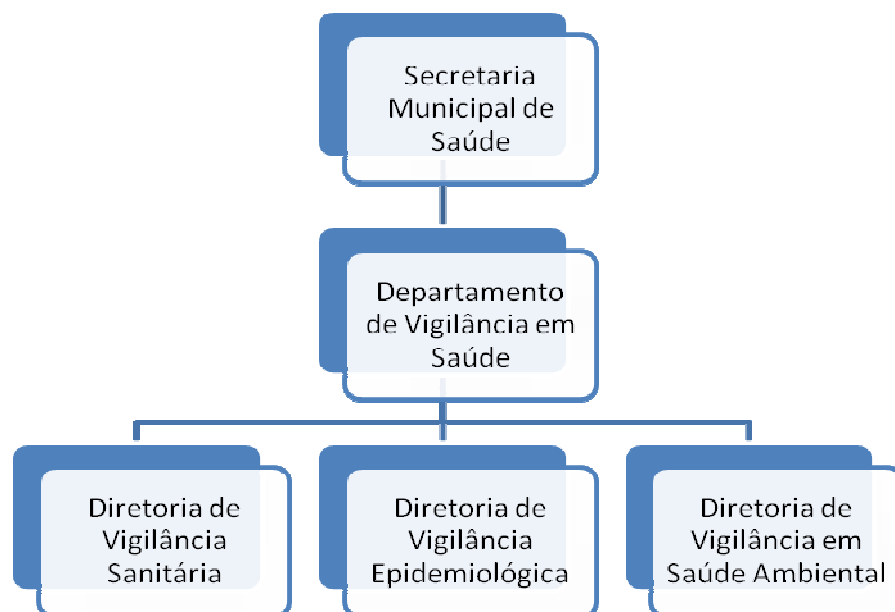 Secretaria
Municipal de
Saúde
Departamento
de Vigilância em
Saúde
Diretoria de
Vigilância
Sanitária
Diretoria de
Vigilância
Epidemiológica
Diretoria de
Vigilância em
Saúde Ambiental